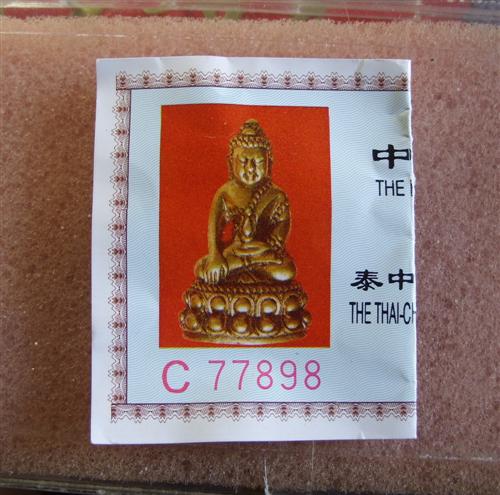 中
THE
泰中
THE THAI-CH
C 77898